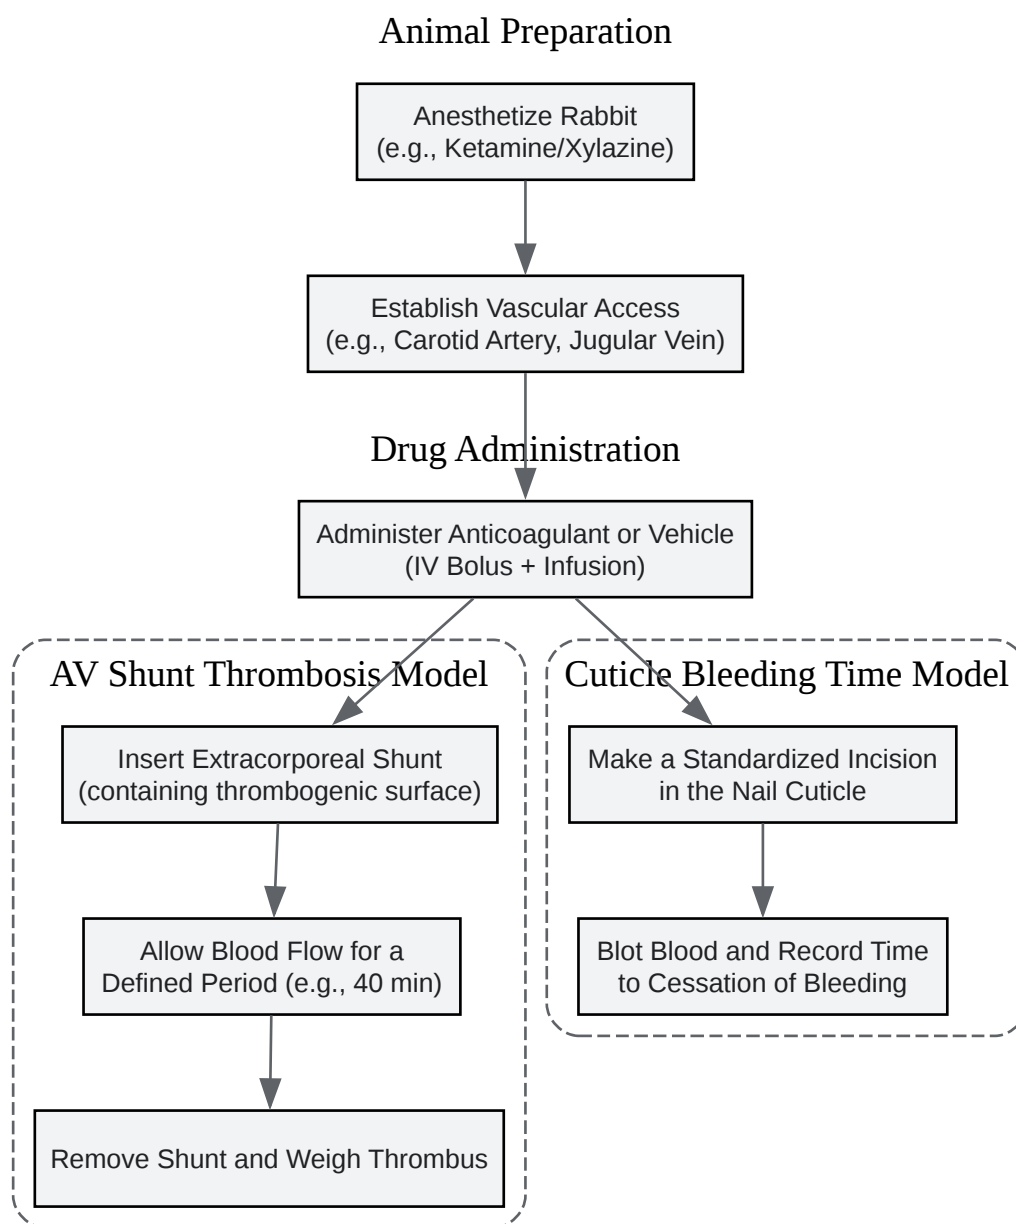 Animal Preparation
Anesthetize Rabbit
(e.g., Ketamine/Xylazine)
Establish Vascular Access
(e.g., Carotid Artery, Jugular Vein)
Drug Administration
Administer Anticoagulant or Vehicle
(IV Bolus + Infusion)
AV Shunt Thrombosis Model
Insert Extracorporeal Shunt
(containing thrombogenic surface)
Allow Blood Flow for a
Defined Period (e.g., 40 min)
Remove Shunt and Weigh Thrombus
Cuticle Bleeding Time Model
Make a Standardized Incision
in the Nail Cuticle
Blot Blood and Record Time
to Cessation of Bleeding